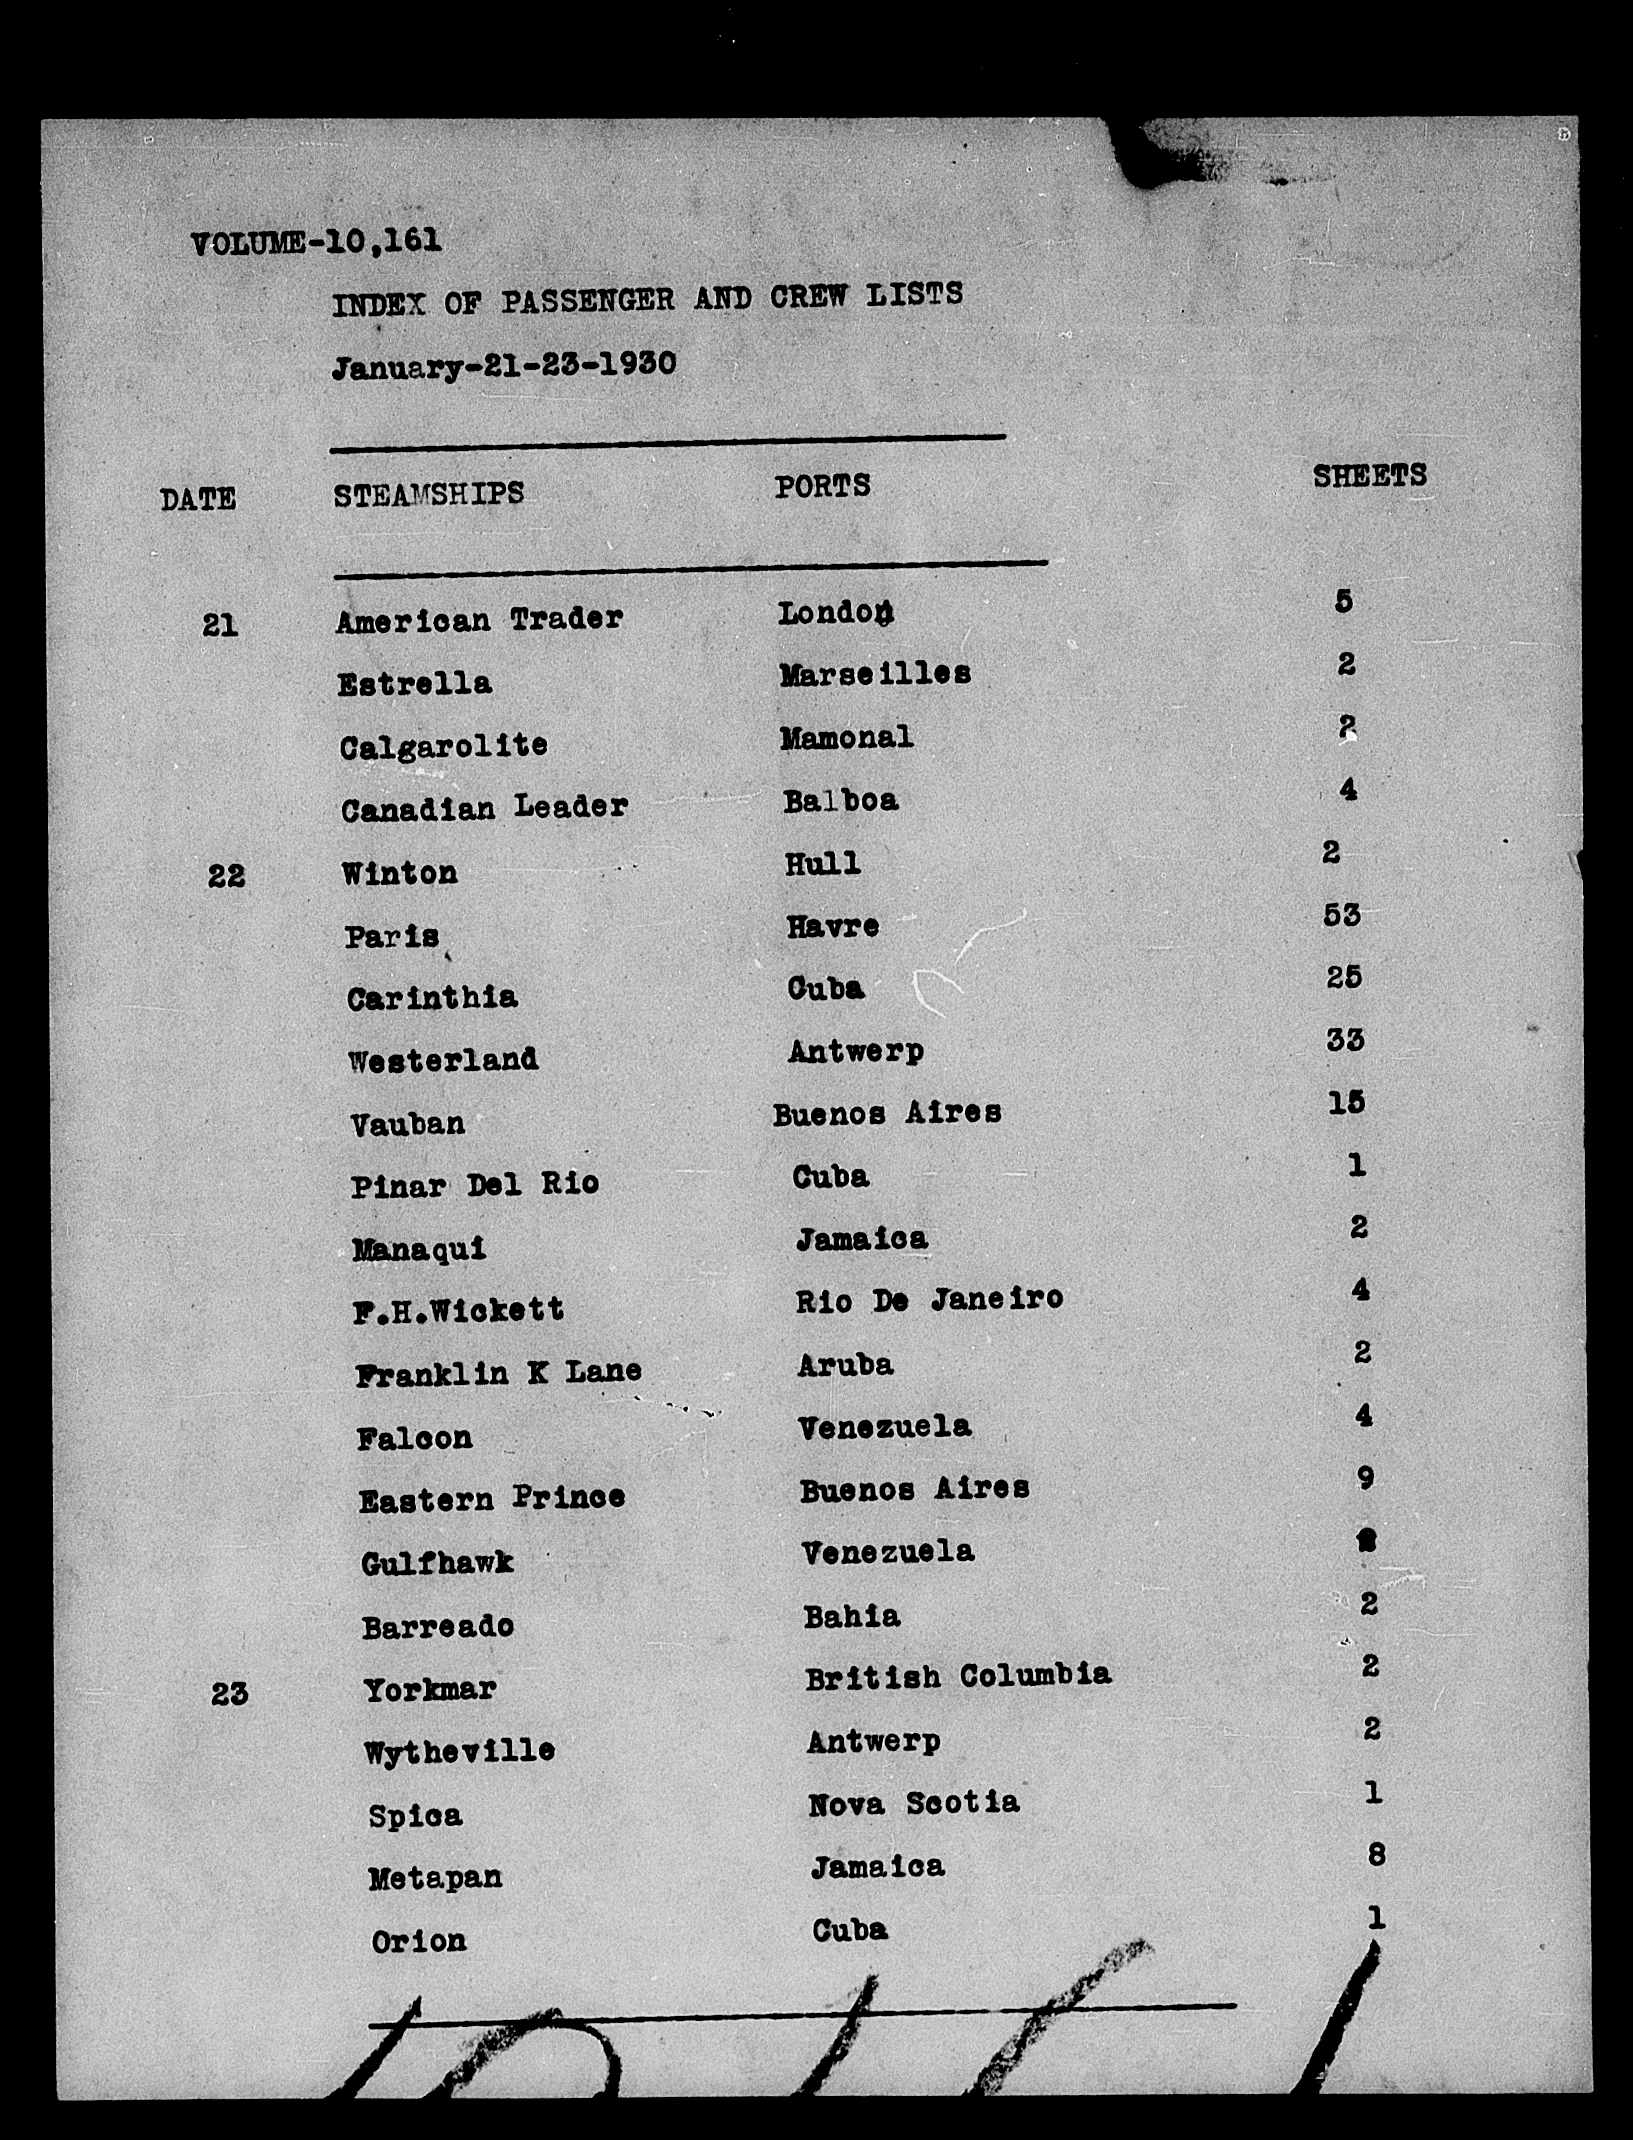 VOLUME-10,161
INDEX OF PASSENGER AND CREW LISTS
January-21-23-1930
DATE STEAMSHIPS PORTS SHEETS
21 American Trader London 5
Estrella Marseilles 2
Calgarolite Mamonal 2
Canadian Leader Balboa 4
22 Winton Hull 2
Paris Havre 53
Carinthia Cuba 25
Westerland Antwerp 33
Vauban Buenos Aires 15
Pinar Del Rio Cuba 1
Manaqui Jamaica 2
F.H.Wickett Rio De Janeiro 4
Franklin K Lane Aruba 2
Falcon Venezuela 4
Eastern Prince Buenos Aires 9
Gulfhawk Venezuela
Barreado Bahia 2
23 Yorkmar British Columbia 2
Wytheville Antwerp 2
Spica Nova Scotia 1
Metapan Jamaica 8
Orion Cuba 1